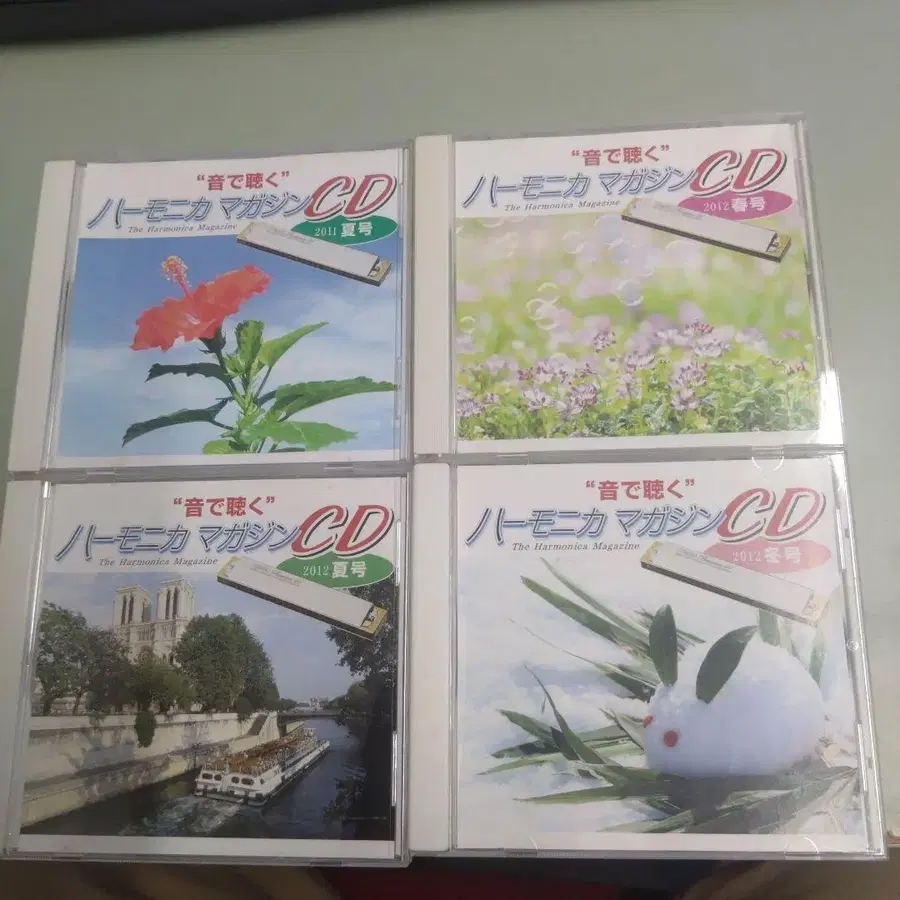 “音で聴く”
ハーモニカ マガジンCD
The Harmonica Magazine
2011 夏号
“音で聴く”
ハーモニカ マガジンCD
The Harmonica Magazine
2012 春号
“音で聴く”
ハーモニカ マガジンCD
The Harmonica Magazine
2012 夏号
“音で聴く”
ハーモニカ マガジンCD
The Harmonica Magazine
2012 冬号